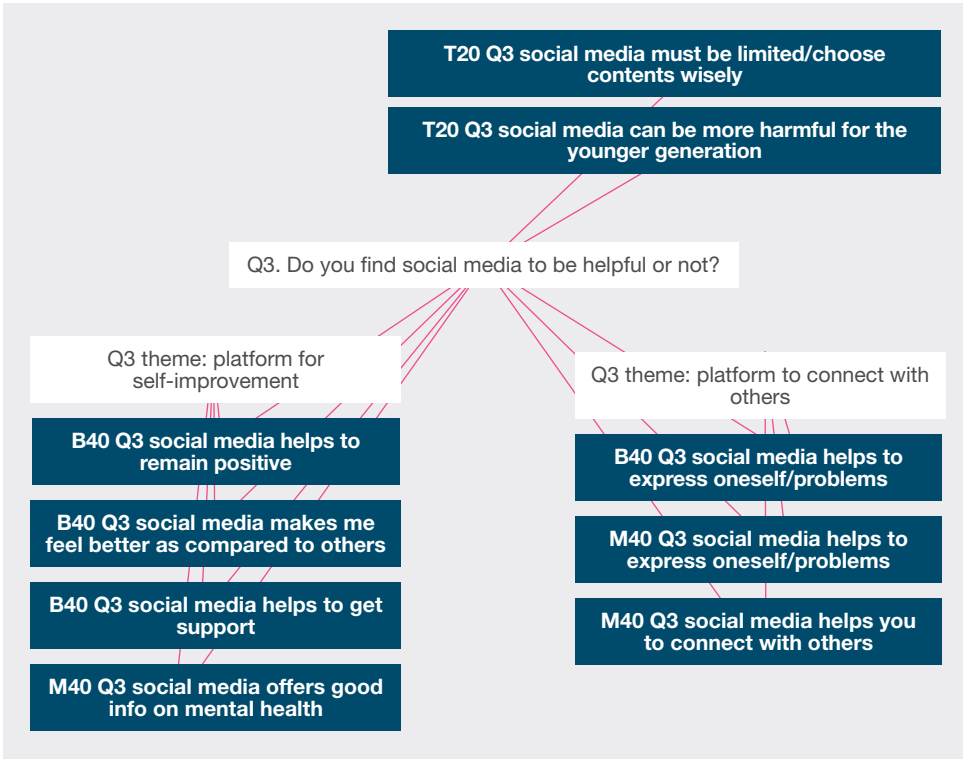 T20 Q3 social media must be limited/choose
contents wisely
T20 Q3 social media can be more harmful for the
younger generation
Q3. Do you find social media to be helpful or not?
Q3 theme: platform for
self-improvement
B40 Q3 social media helps to
remain positive
B40 Q3 social media makes me
feel better as compared to others
B40 Q3 social media helps to get
support
M40 Q3 social media offers good
info on mental health
Q3 theme: platform to connect with
others
B40 Q3 social media helps to
express oneself/problems
M40 Q3 social media helps to
express oneself/problems
M40 Q3 social media helps you
to connect with others